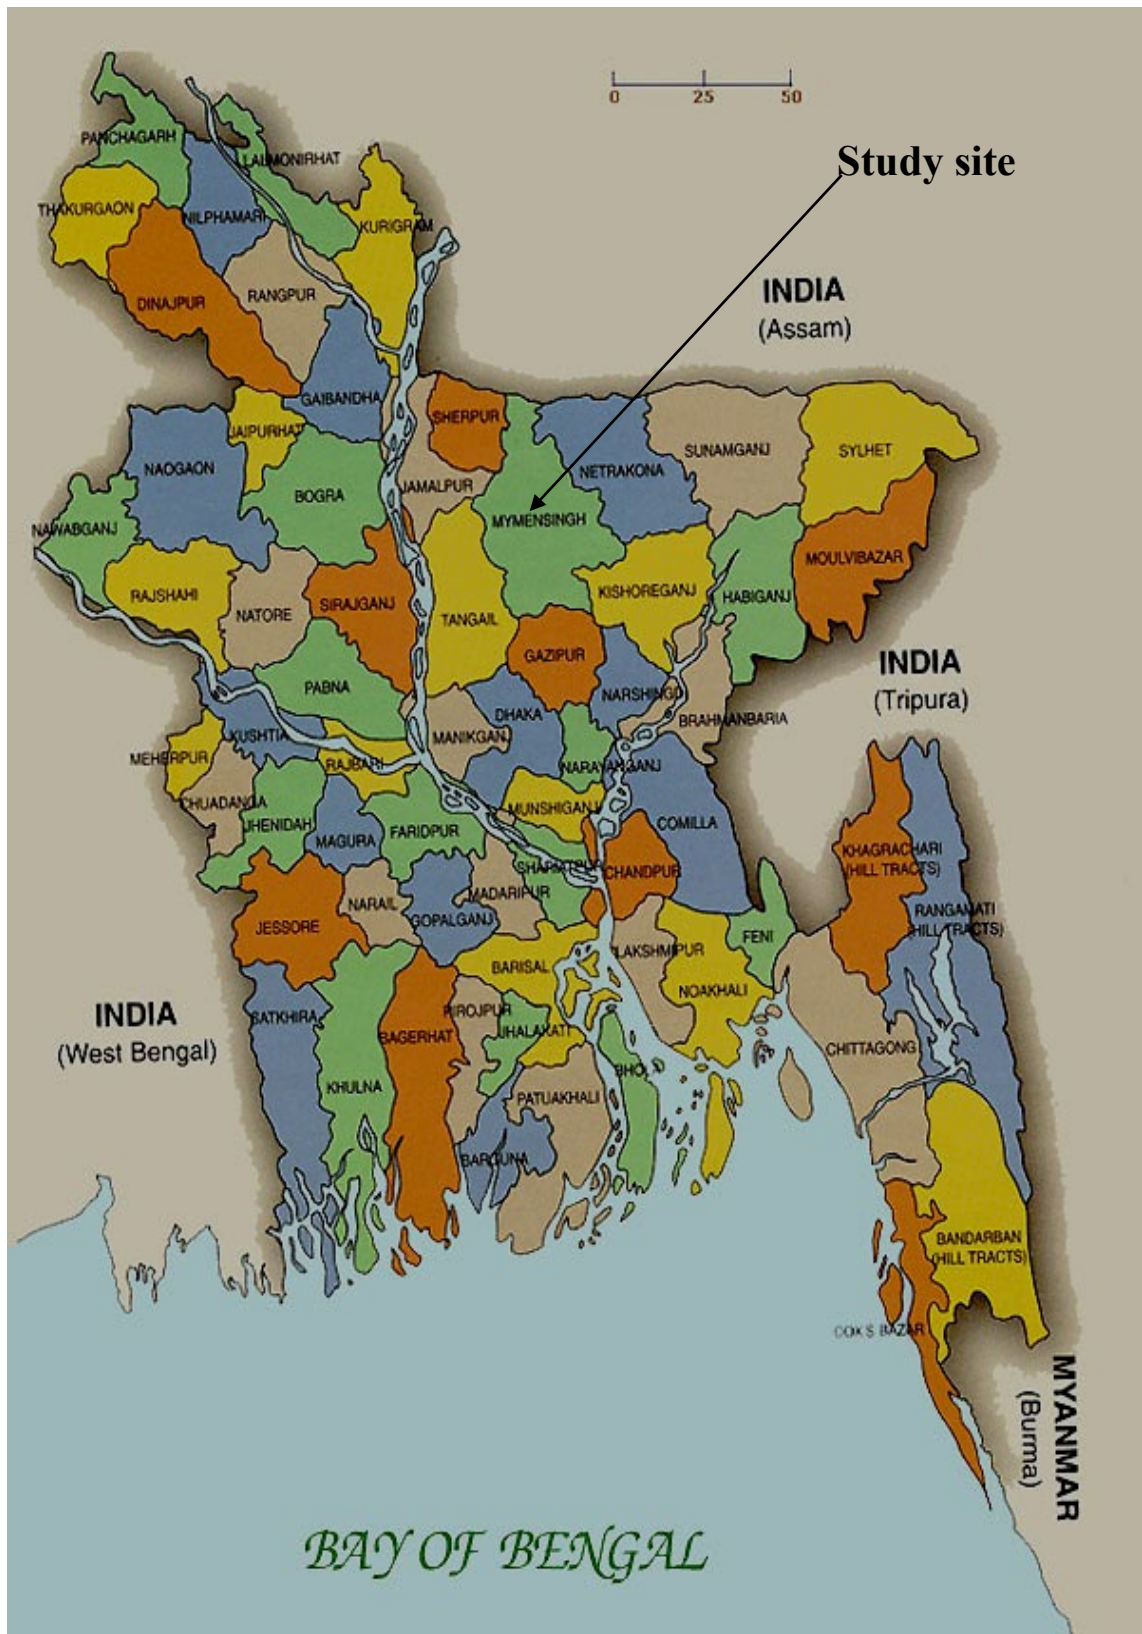 0 25 50
Study site
PANCHAGARH
LALMONIRHAT
THAKURGAON
NILPHAMARI
KURIGRAM
DINAJPUR
RANGPUR
INDIA
(Assam)
GAIBANDHA
SHERPUR
JAIPURHAT
NAOGAON
BOGRA
JAMALPUR
NETRAKONA
SUNAMGANJ
SYLHET
NAWABGANJ
MYMENSINGH
MOULVIBAZAR
RAJSHAHI
NATORE
SIRAJGANJ
TANGAIL
KISHOREGANJ
HABIGANJ
GAZIPUR
INDIA
(Tripura)
PABNA
NARSHINGDI
DHAKA
BRAHMANBARIA
KUSHTIA
MANIKGANJ
MEHERPUR
RAJBARI
NARAYANGANJ
CHUADANGA
MUNSHIGANJ
JHENIDAH
MAGURA
FARIDPUR
COMILLA
KHAGRACHARI
(HILL TRACTS)
SHARIATPUR
CHANDPUR
MADARIPUR
NARAIL
GOPALGANJ
JESSORE
RANGAMATI
(HILL TRACTS)
FENI
LAKSHMIPUR
BARISAL
NOAKHALI
INDIA
(West Bengal)
SATKHIRA
PIROJPUR
JHALAKATI
BAGERHAT
CHITTAGONG
KHULNA
BHOLA
PATUAKHALI
BARGUNA
BANDARBAN
(HILL TRACTS)
COKS BAZAR
MYANMAR
(Burma)
BAY OF BENGAL